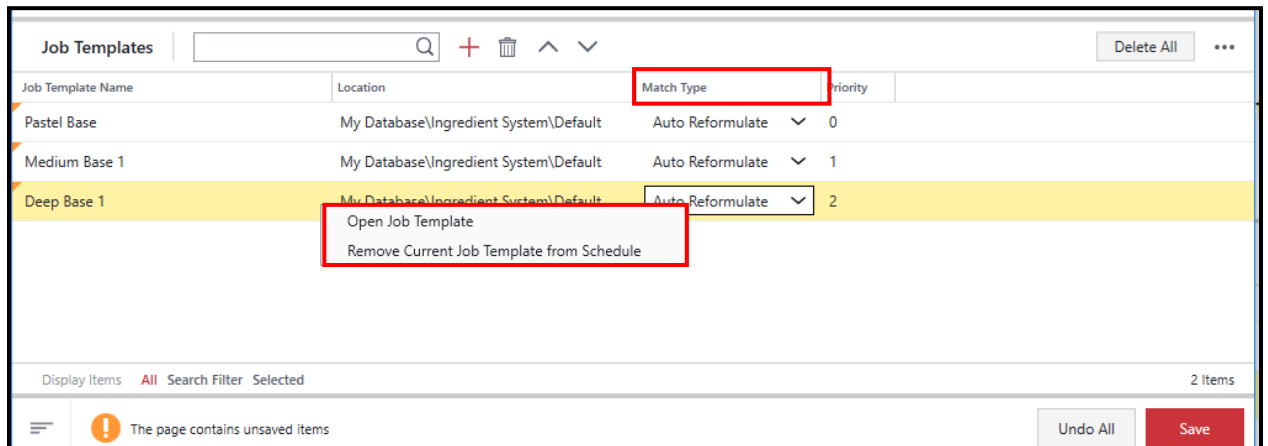 Job Templates Delete All
Job Template Name Location Match Type Priority
Pastel Base My Database\Ingredient System\Default Auto Reformulate 0
Medium Base 1 My Database\Ingredient System\Default Auto Reformulate 1
Deep Base 1 My Database\Ingredient System\Default Auto Reformulate 2
Open Job Template
Remove Current Job Template from Schedule
Display Items All Search Filter Selected 2 Items
The page contains unsaved items Undo All Save